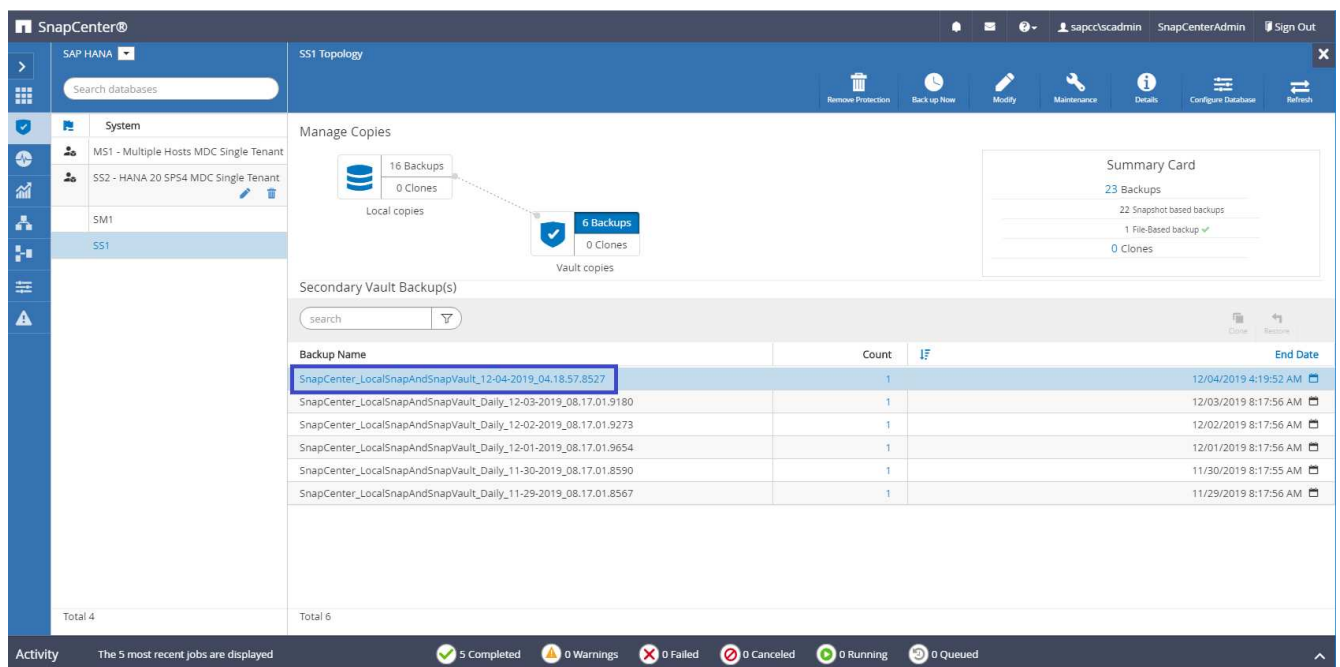 SnapCenter®
sapcc\scadmin SnapCenterAdmin Sign Out
SAP HANA
SS1 Topology
Search databases
Remove Protection
Back up Now
Modify
Maintenance
Details
Configure Database
Refresh
System
MS1 - Multiple Hosts MDC Single Tenant
SS2 - HANA 20 SPS4 MDC Single Tenant
SM1
SS1
Manage Copies
16 Backups
0 Clones
Local copies
6 Backups
0 Clones
Vault copies
Summary Card
23 Backups
22 Snapshot based backups
1 File-Based backup
0 Clones
Secondary Vault Backup(s)
search
Clone
Restore
Backup Name Count End Date
SnapCenter_LocalSnapAndSnapVault_12-04-2019_04.18.57.8527 1 12/04/2019 4:19:52 AM
SnapCenter_LocalSnapAndSnapVault_Daily_12-03-2019_08.17.01.9180 1 12/03/2019 8:17:56 AM
SnapCenter_LocalSnapAndSnapVault_Daily_12-02-2019_08.17.01.9273 1 12/02/2019 8:17:56 AM
SnapCenter_LocalSnapAndSnapVault_Daily_12-01-2019_08.17.01.9654 1 12/01/2019 8:17:56 AM
SnapCenter_LocalSnapAndSnapVault_Daily_11-30-2019_08.17.01.8590 1 11/30/2019 8:17:55 AM
SnapCenter_LocalSnapAndSnapVault_Daily_11-29-2019_08.17.01.8567 1 11/29/2019 8:17:56 AM
Total 4
Total 6
Activity The 5 most recent jobs are displayed 5 Completed 0 Warnings 0 Failed 0 Canceled 0 Running 0 Queued